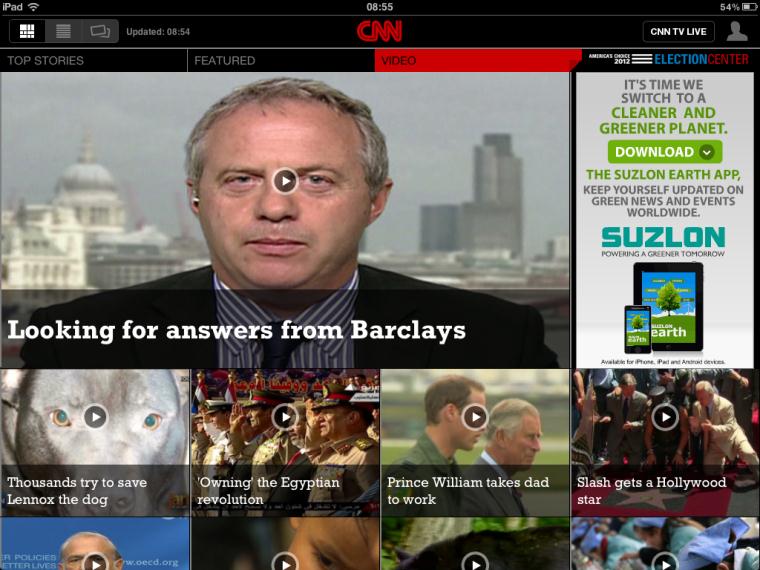 iPad
08:55
54%
Updated: 08:54
CNN
CNN TV LIVE
TOP STORIES
FEATURED
VIDEO
AMERICA'S CHOICE
2012
ELECTIONCENTER
Looking for answers from Barclays
IT'S TIME WE
SWITCH TO A
CLEANER AND
GREENER PLANET.
DOWNLOAD
THE SUZLON EARTH APP,
KEEP YOURSELF UPDATED ON
GREEN NEWS AND EVENTS
WORLDWIDE.
SUZLON
POWERING A GREENER TOMORROW
SUZLON
earth
earth
Available for iPhone, iPad and Android devices.
Thousands try to save
Lennox the dog
'Owning' the Egyptian
revolution
Prince William takes dad
to work
Slash gets a Hollywood
star
ER POLICIES
ETTER LIVES
w.oecd.org